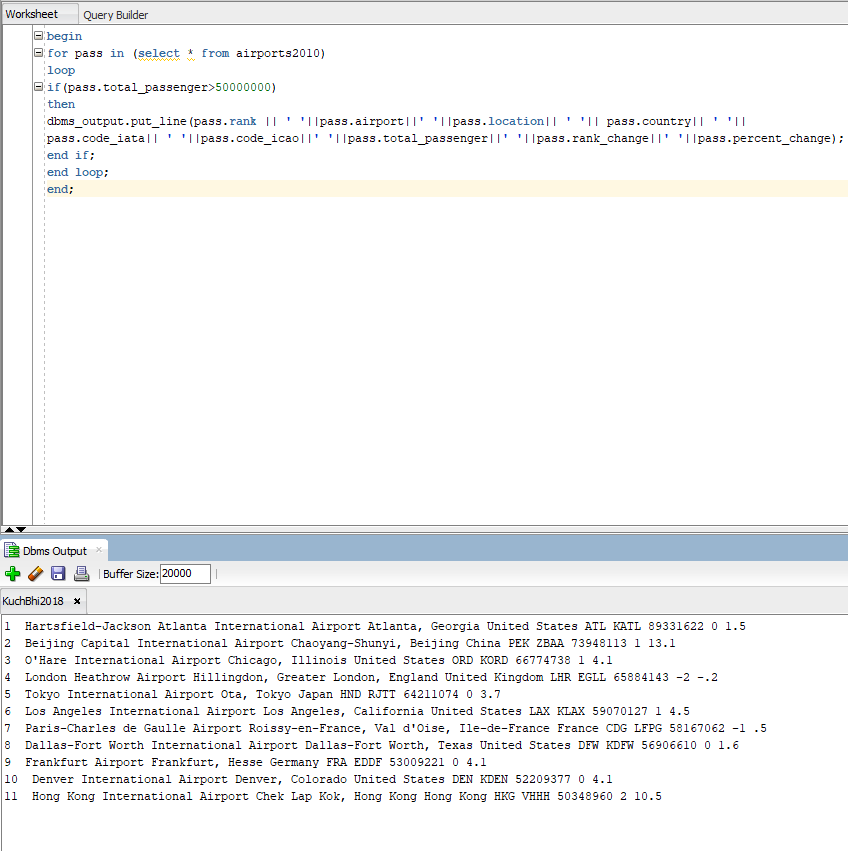 Worksheet Query Builder
begin
for pass in (select * from airports2010)
loop
if(pass.total_passenger>50000000)
then
dbms_output.put_line(pass.rank || ' '||pass.airport||' '||pass.location|| ' '|| pass.country|| ' '||
pass.code_iata|| ' '||pass.code_icao||' '||pass.total_passenger||' '||pass.rank_change||' '||pass.percent_change);
end if;
end loop;
end;
Dbms Output ×
Buffer Size: 20000
KuchBhi2018 ×
1 Hartsfield-Jackson Atlanta International Airport Atlanta, Georgia United States ATL KATL 89331622 0 1.5
2 Beijing Capital International Airport Chaoyang-Shunyi, Beijing China PEK ZBAA 73948113 1 13.1
3 O'Hare International Airport Chicago, Illinois United States ORD KORD 66774738 1 4.1
4 London Heathrow Airport Hillingdon, Greater London, England United Kingdom LHR EGLL 65884143 -2 -.2
5 Tokyo International Airport Ota, Tokyo Japan HND RJTT 64211074 0 3.7
6 Los Angeles International Airport Los Angeles, California United States LAX KLAX 59070127 1 4.5
7 Paris-Charles de Gaulle Airport Roissy-en-France, Val d'Oise, Ile-de-France France CDG LFPG 58167062 -1 .5
8 Dallas-Fort Worth International Airport Dallas-Fort Worth, Texas United States DFW KDFW 56906610 0 1.6
9 Frankfurt Airport Frankfurt, Hesse Germany FRA EDDF 53009221 0 4.1
10 Denver International Airport Denver, Colorado United States DEN KDEN 52209377 0 4.1
11 Hong Kong International Airport Chek Lap Kok, Hong Kong Hong Kong HKG VHHH 50348960 2 10.5